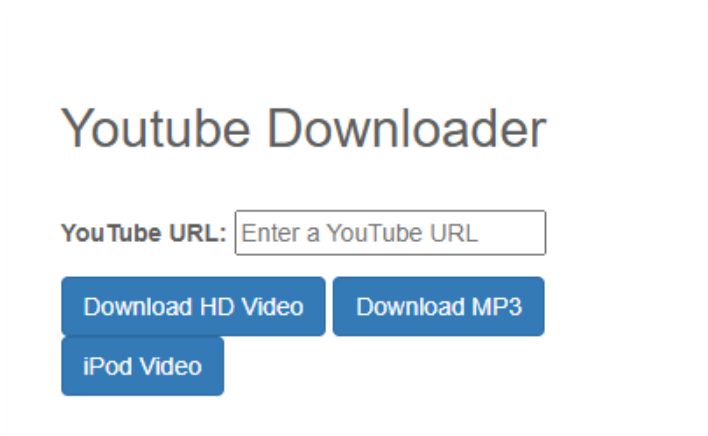 Youtube Downloader
YouTube URL: Enter a YouTube URL
Download HD Video Download MP3
iPod Video